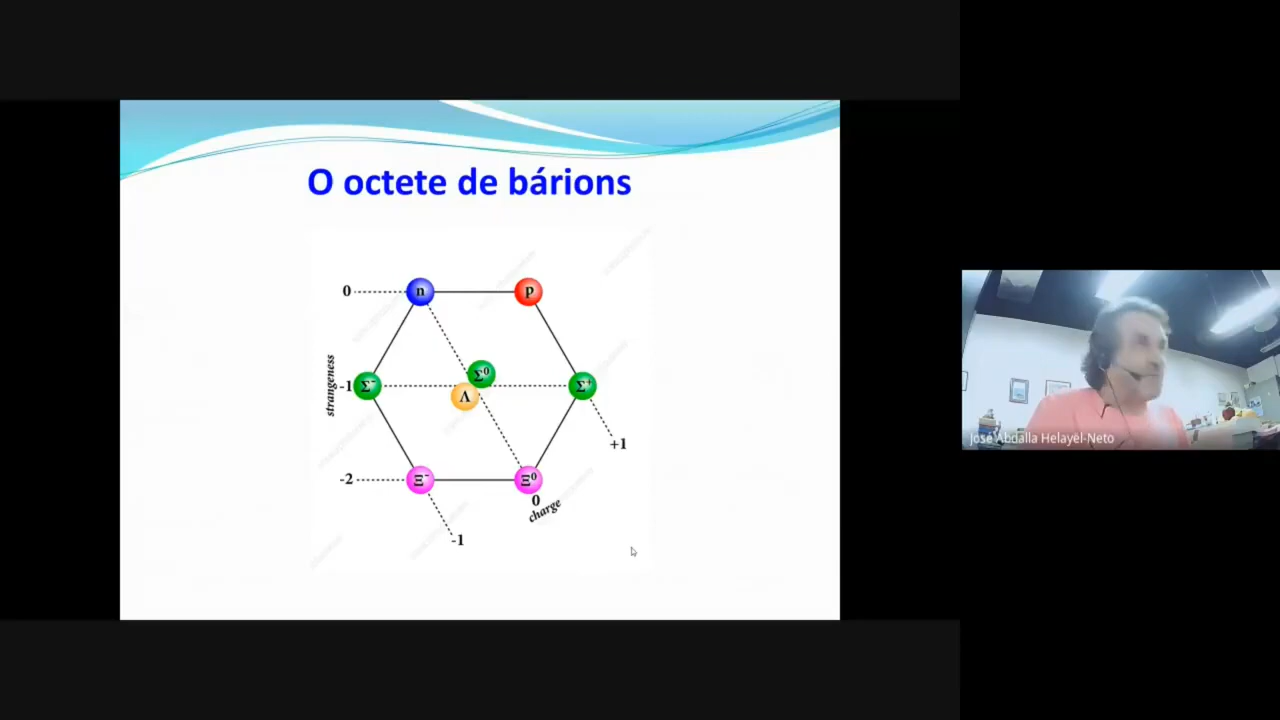 O octete de bárions
0 n p
strangeness
-1 Σ⁻ Σ⁰ Σ⁺
Λ
+1
-2 Ξ⁻ Ξ⁰
0
charge
-1
José Abdalla Helayël-Neto